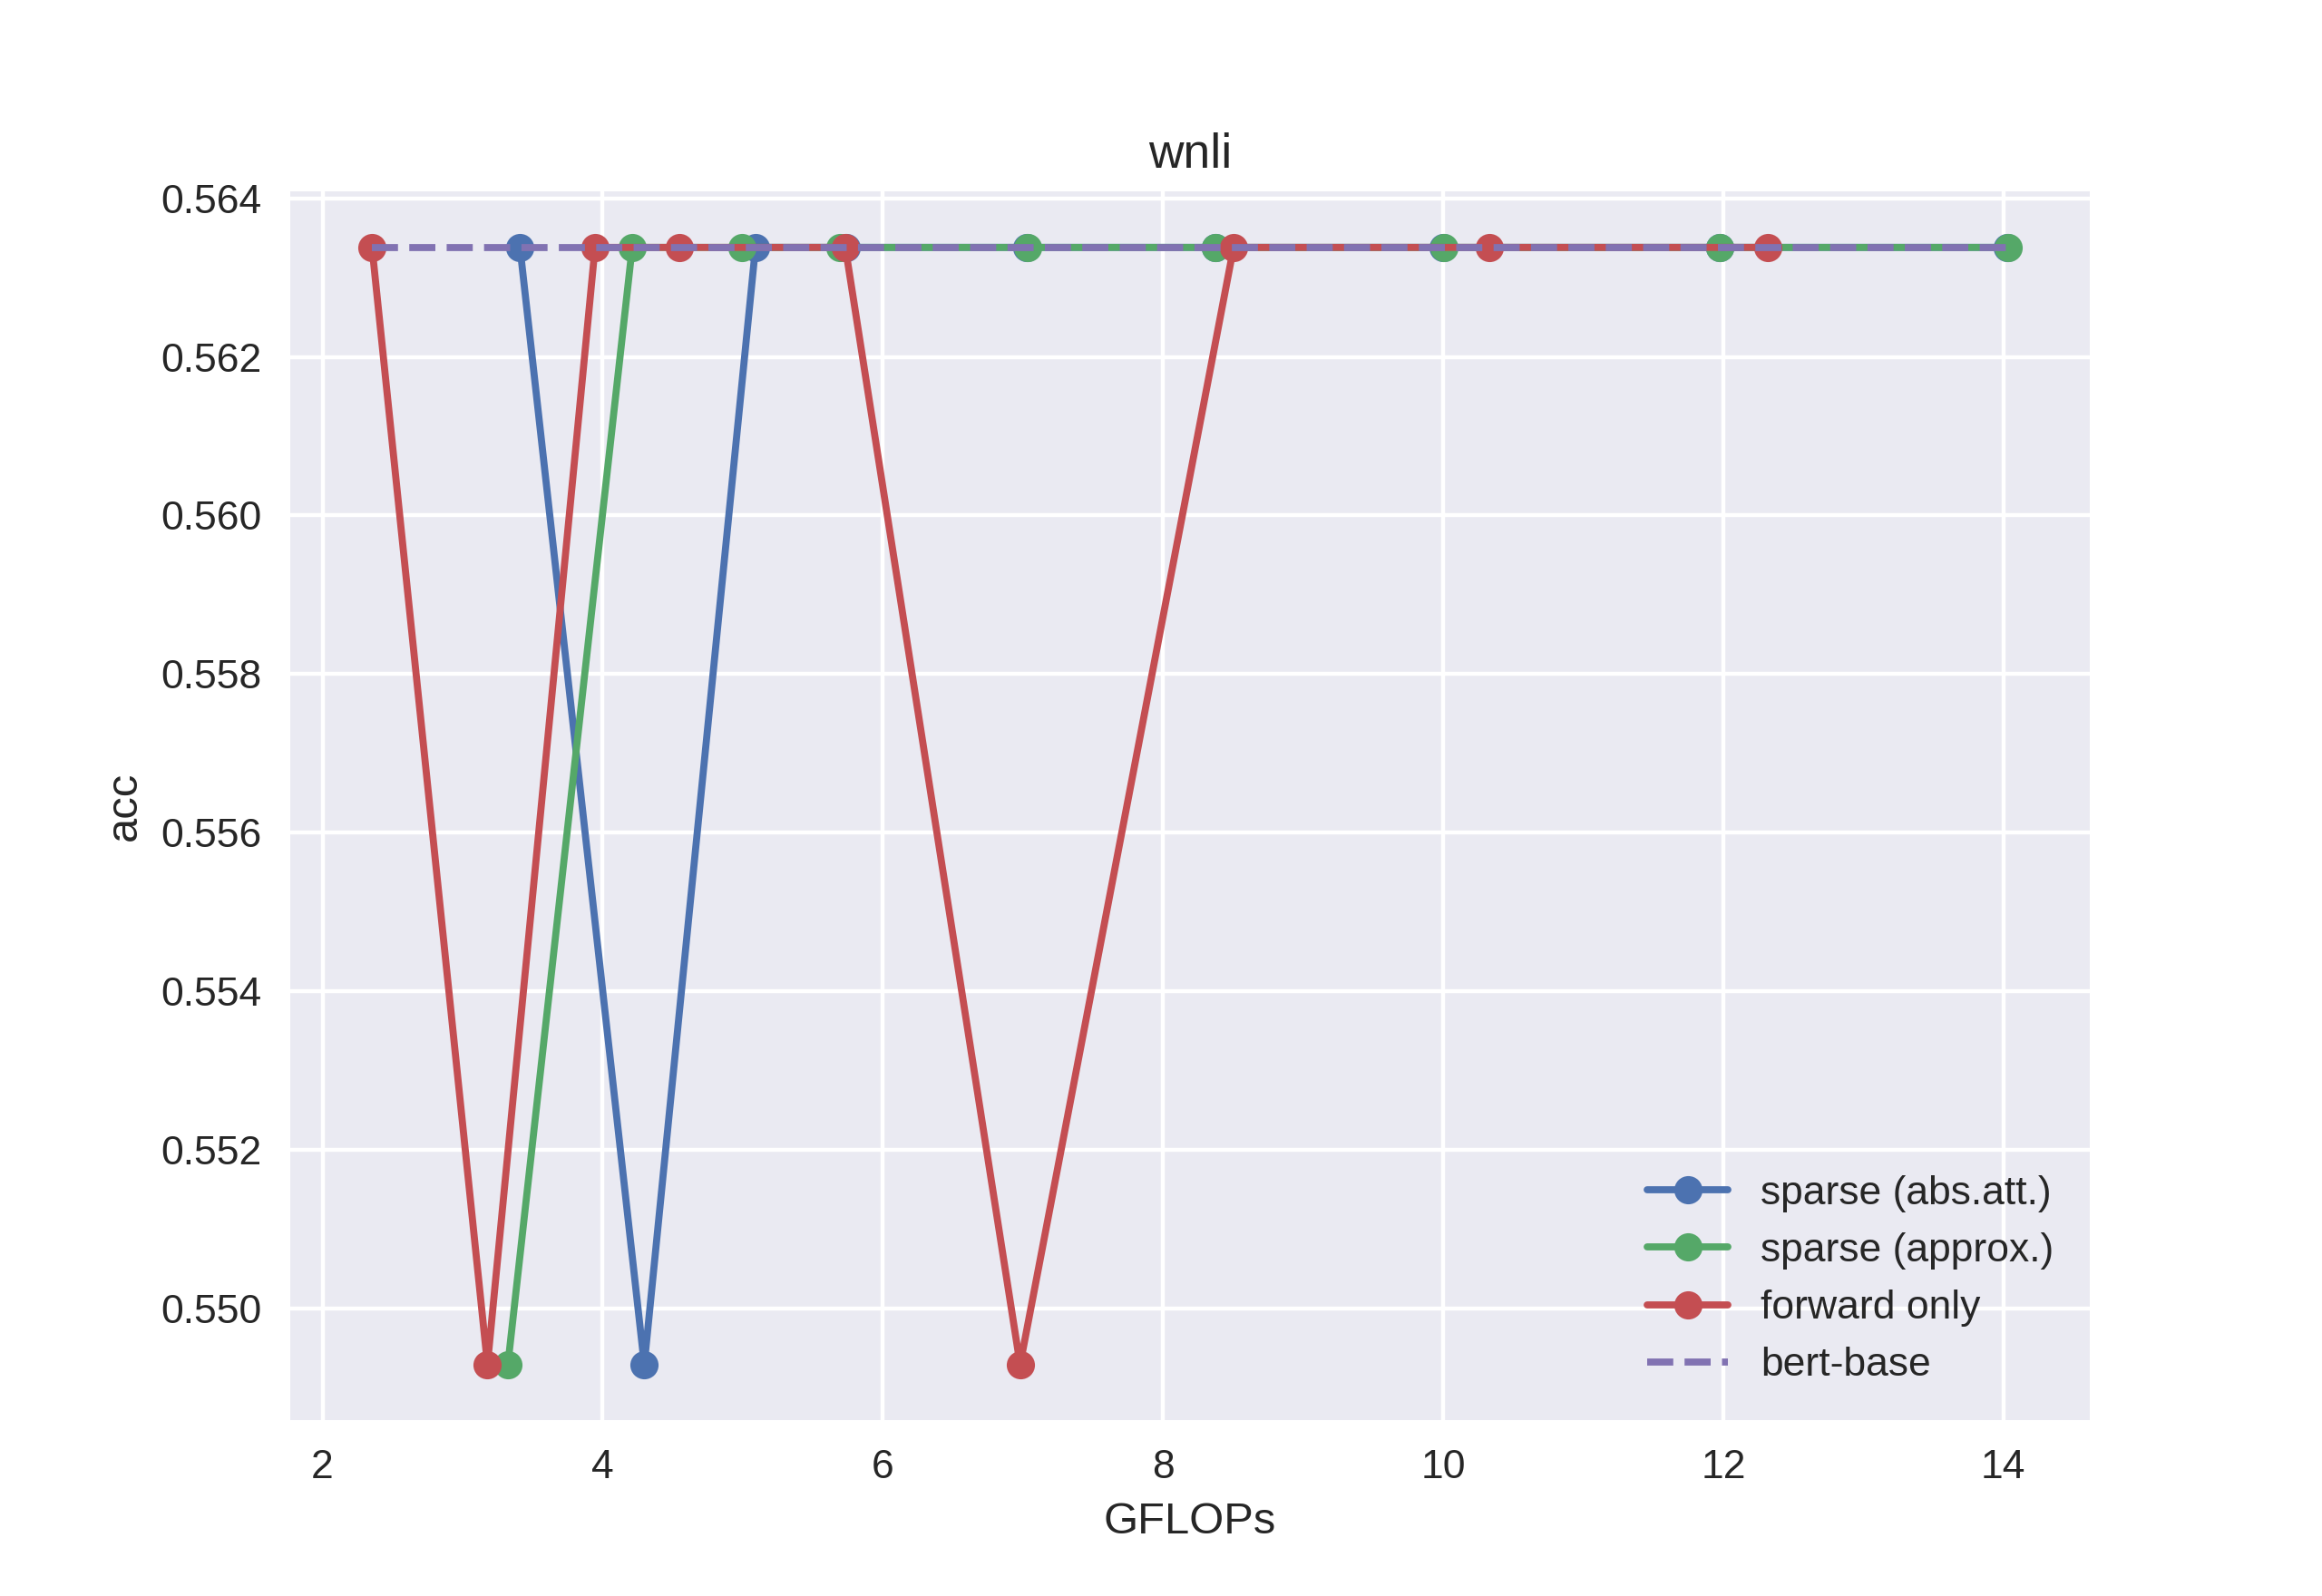 wnli
0.564
0.562
0.560
0.558
0.556
0.554
0.552
0.550
acc
2 4 6 8 10 12 14
GFLOPs
sparse (abs.att.)
sparse (approx.)
forward only
bert-base